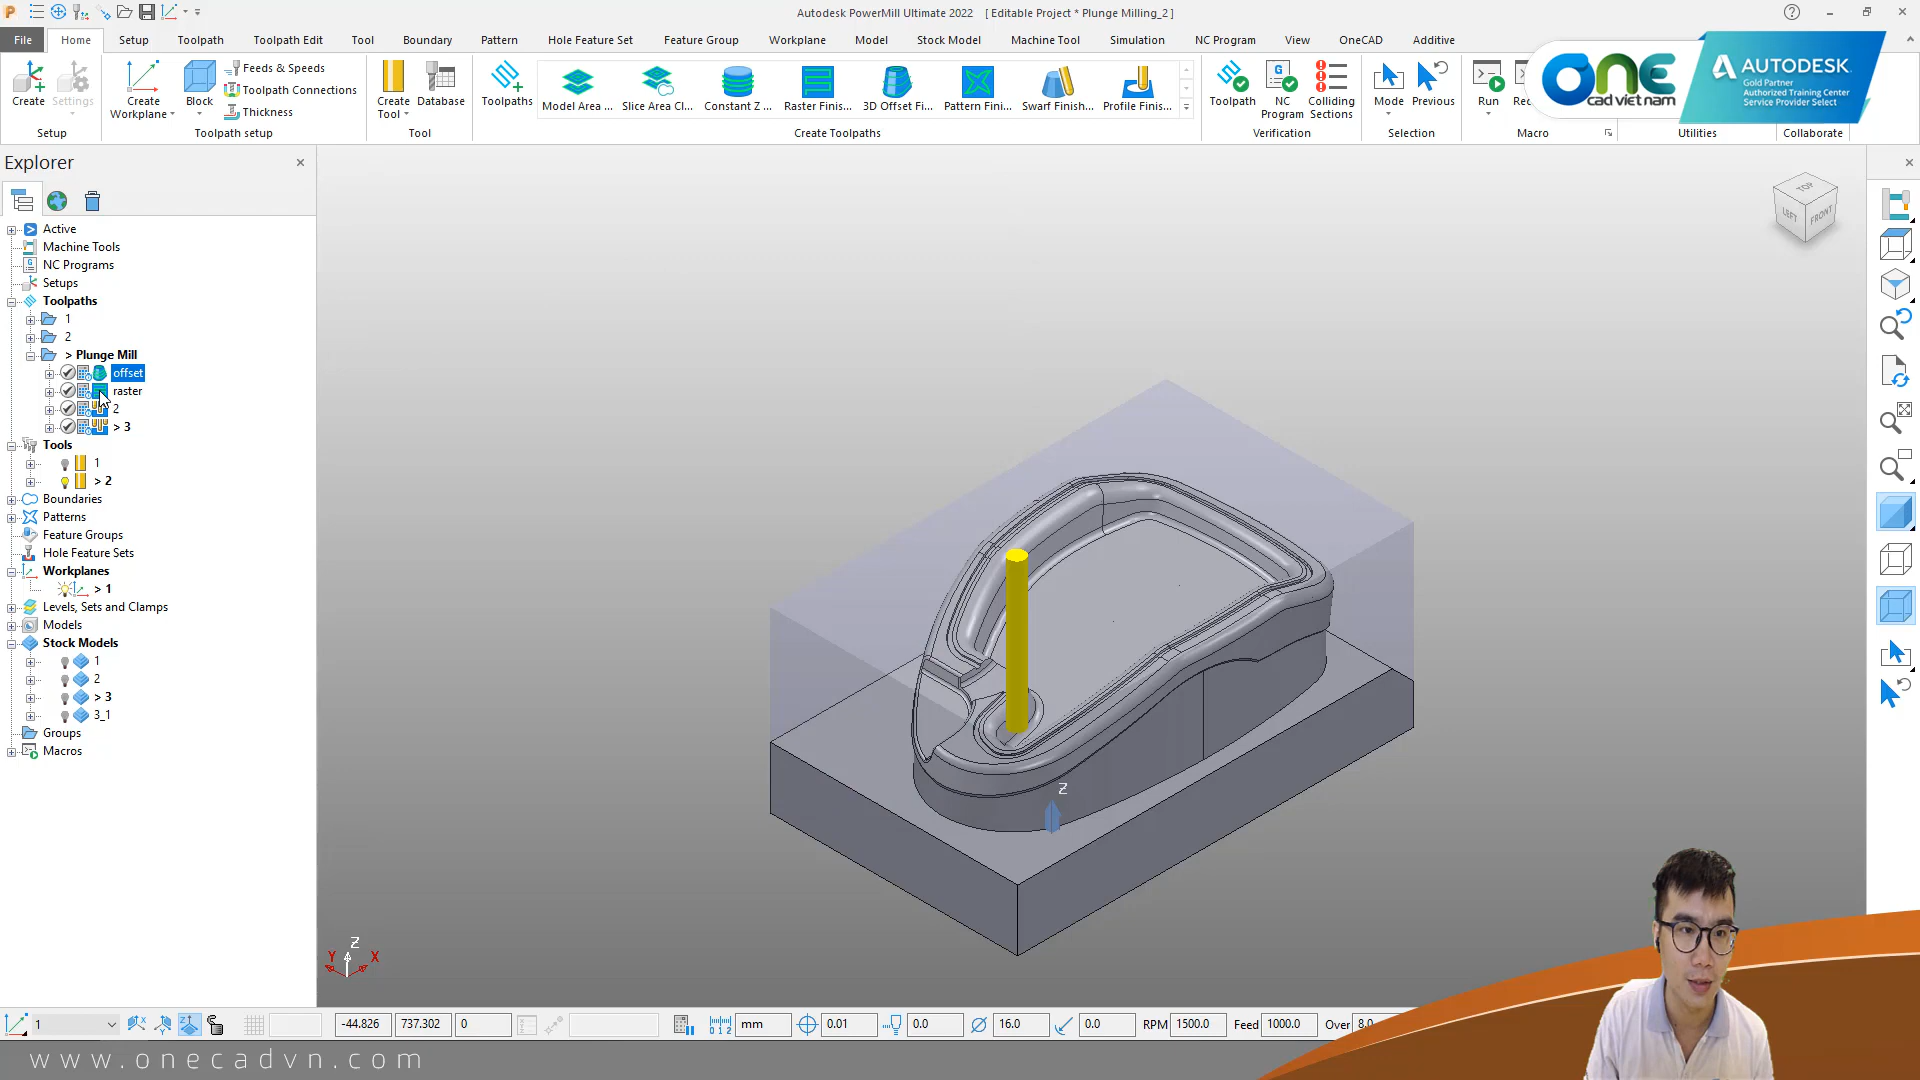 Autodesk PowerMill Ultimate 2022 [ Editable Project * Plunge Milling_2 ]
File Home Setup Toolpath Toolpath Edit Tool Boundary Pattern Hole Feature Set Feature Group Workplane Model Stock Model Machine Tool Simulation NC Program View OneCAD Additive
Create Settings
Setup
Create Workplane
Block
Feeds & Speeds
Toolpath Connections
Thickness
Toolpath setup
Create Tool
Database
Tool
Toolpaths
Model Area ... Slice Area Cl... Constant Z ... Raster Finis... 3D Offset Fi... Pattern Fini... Swarf Finish... Profile Finis...
Create Toolpaths
Toolpath
NC Program
Colliding Sections
Verification
Mode Previous
Selection
Run
Macro
Utilities
Collaborate
ONE
cad viet nam
AUTODESK.
Gold Partner
Authorized Training Center
Service Provider Select
Explorer
Active
Machine Tools
NC Programs
Setups
Toolpaths
1
2
> Plunge Mill
offset
raster
2
> 3
Tools
1
> 2
Boundaries
Patterns
Feature Groups
Hole Feature Sets
Workplanes
> 1
Levels, Sets and Clamps
Models
Stock Models
1
2
> 3
3_1
Groups
Macros
TOP
LEFT
FRONT
Z
Z
Y
X
1 -44.826 737.302 0 mm 0.01 0.0 16.0 0.0 RPM 1500.0 Feed 1000.0 Over 8.0
www.onecadvn.com